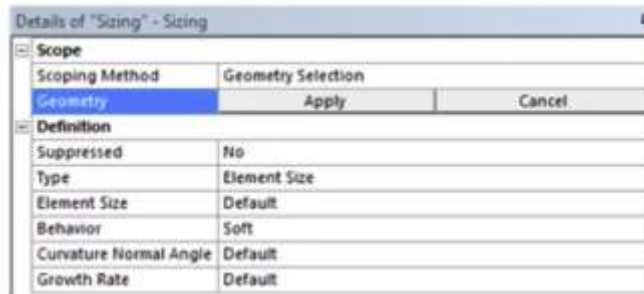 Details of "Sizing" - Sizing
Scope
Scoping Method Geometry Selection
Geometry Apply Cancel
Definition
Suppressed No
Type Element Size
Element Size Default
Behavior Soft
Curvature Normal Angle Default
Growth Rate Default